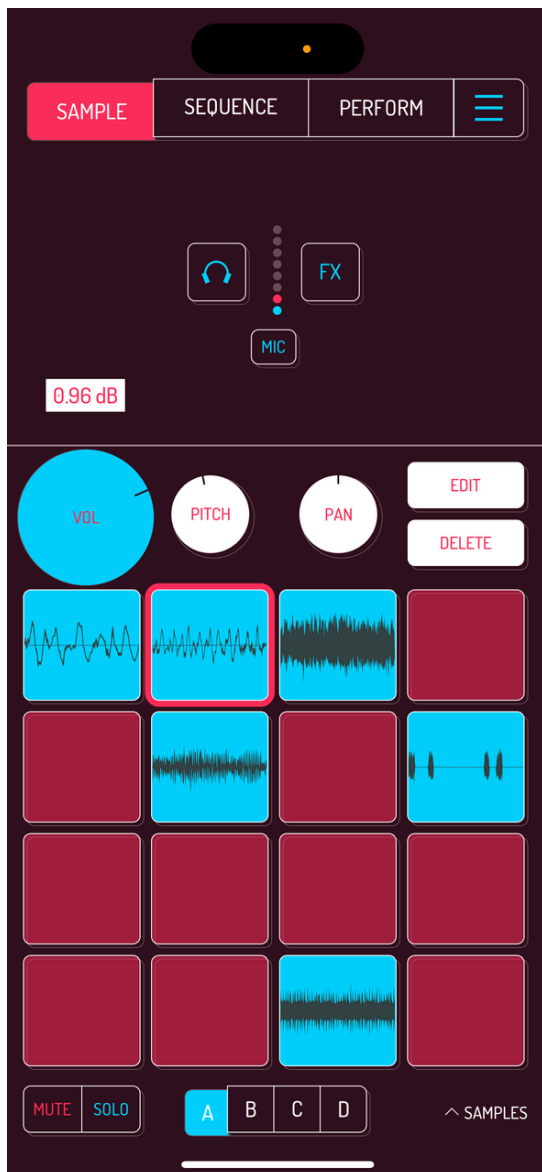 SAMPLE SEQUENCE PERFORM
FX
MIC
0.96 dB
VOL PITCH PAN EDIT
DELETE
MUTE SOLO A B C D SAMPLES